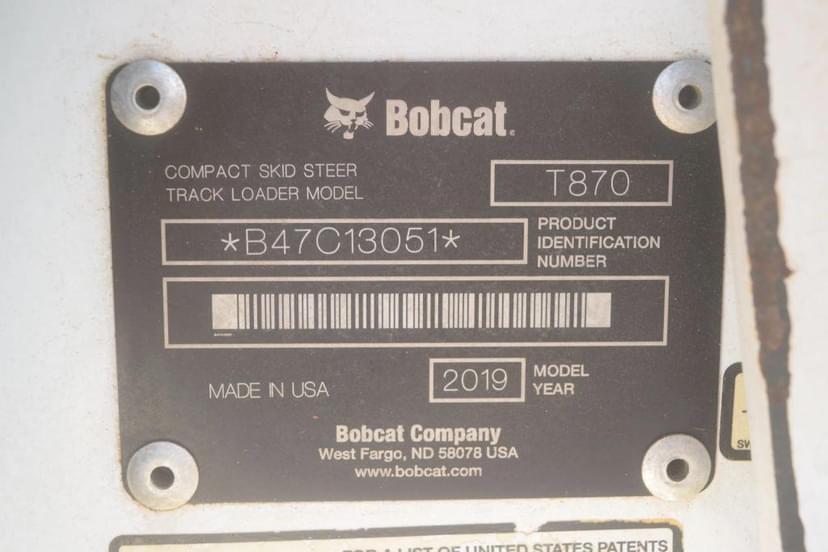 Bobcat.
COMPACT SKID STEER
TRACK LOADER MODEL
T870
*B47C13051*
PRODUCT
IDENTIFICATION
NUMBER
MADE IN USA
2019
MODEL
YEAR
Bobcat Company
West Fargo, ND 58078 USA
www.bobcat.com
SW
FOR A LIST OF UNITED STATES PATENTS